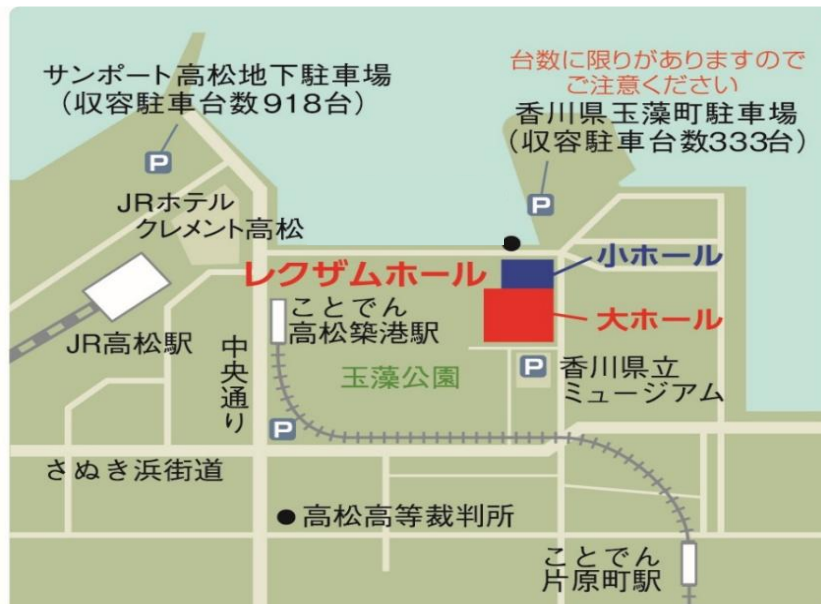 サンポート高松地下駐車場
（収容駐車台数918台）
台数に限りがありますので
ご注意ください
香川県玉藻町駐車場
（収容駐車台数333台）
P
P
JRホテル
クレメント高松
レクザムホール
小ホール
大ホール
ことでん
高松築港駅
JR高松駅
中央通り
玉藻公園
P
香川県立
ミュージアム
P
さぬき浜街道
高松高等裁判所
ことでん
片原町駅